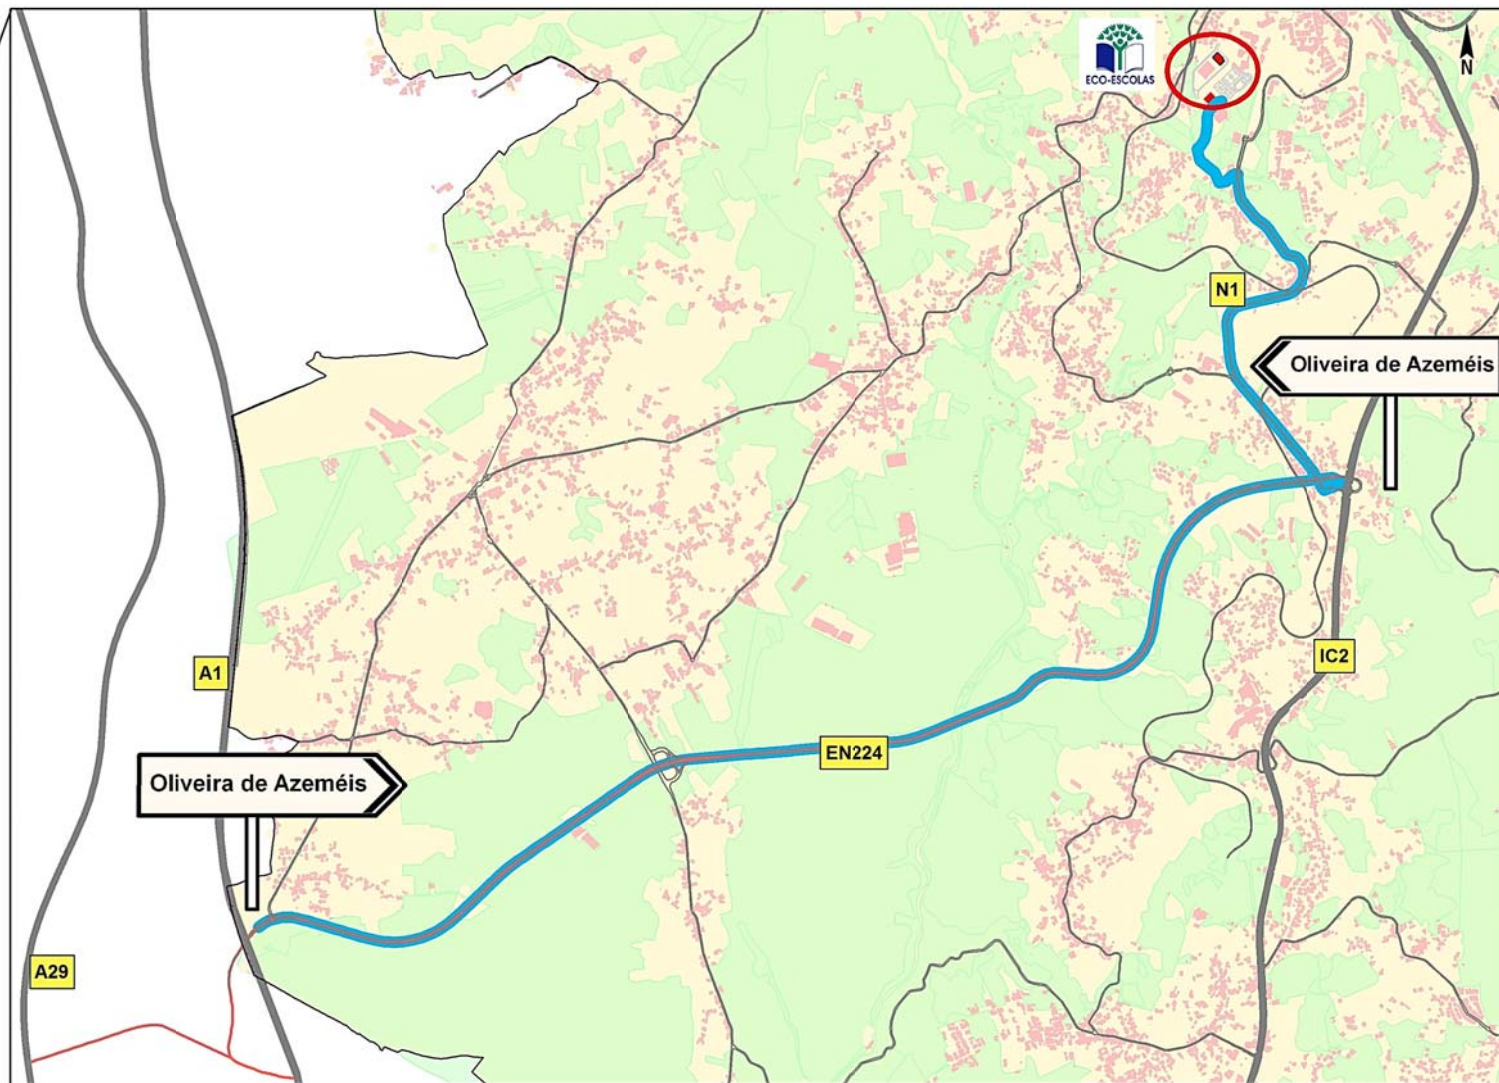 ECO-ESCOLAS
N
N1
Oliveira de Azeméis
A1
IC2
EN224
Oliveira de Azeméis
A29